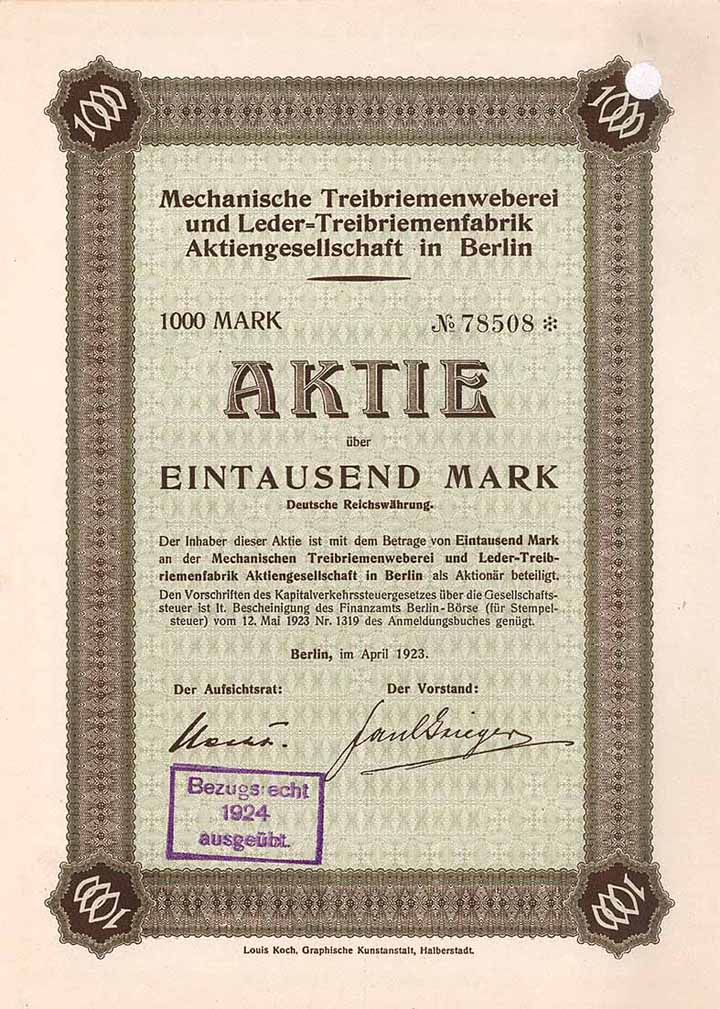 1000
1000
Mechanische Treibriemenweberei
und Leder=Treibriemenfabrik
Aktiengesellschaft in Berlin
1000 MARK
№ 78508 ✻
AKTIE
über
EINTAUSEND MARK
Deutsche Reichswährung.
Der Inhaber dieser Aktie ist mit dem Betrage von Eintausend Mark
an der Mechanischen Treibriemenweberei und Leder-Treib-
riemenfabrik Aktiengesellschaft in Berlin als Aktionär beteiligt.
Den Vorschriften des Kapitalverkehrssteuergesetzes über die Gesellschafts-
steuer ist lt. Bescheinigung des Finanzamts Berlin-Börse (für Stempel-
steuer) vom 12. Mai 1923 Nr. 1319 des Anmeldungsbuches genügt.
Berlin, im April 1923.
Der Aufsichtsrat:
Der Vorstand:
Bezugsrecht
1924
ausgeübt.
1000
1000
Louis Koch, Graphische Kunstanstalt, Halberstadt.